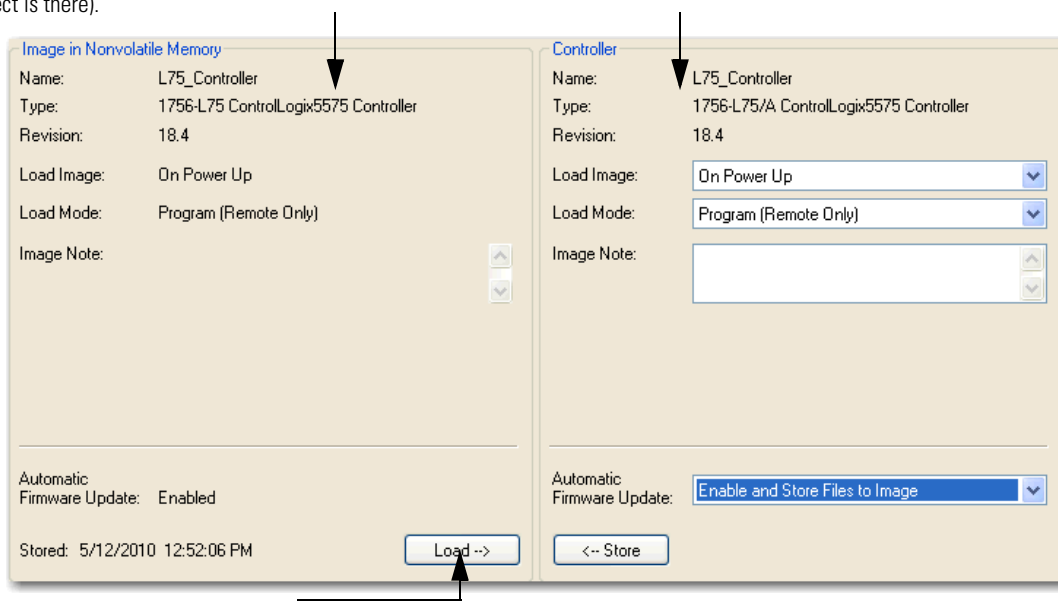 ect is there).
Image in Nonvolatile Memory
Name: L75_Controller
Type: 1756-L75 ControlLogix5575 Controller
Revision: 18.4
Load Image: On Power Up
Load Mode: Program (Remote Only)
Image Note:
Automatic
Firmware Update: Enabled
Stored: 5/12/2010 12:52:06 PM
Load -->
Controller
Name: L75_Controller
Type: 1756-L75/A ControlLogix5575 Controller
Revision: 18.4
Load Image: On Power Up
Load Mode: Program (Remote Only)
Image Note:
Automatic
Firmware Update: Enable and Store Files to Image
<-- Store